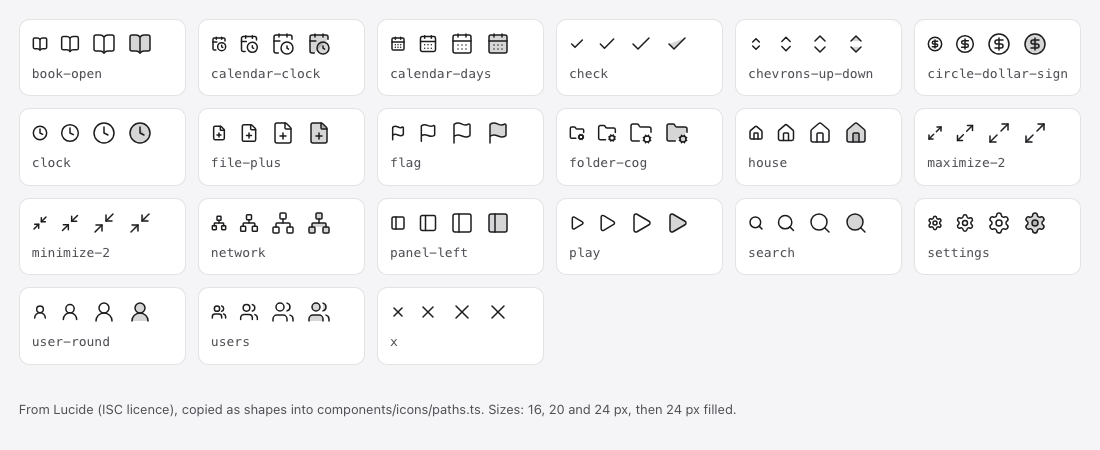 book-open
calendar-clock
calendar-days
check
chevrons-up-down
circle-dollar-sign
clock
file-plus
flag
folder-cog
house
maximize-2
minimize-2
network
panel-left
play
search
settings
user-round
users
x
From Lucide (ISC licence), copied as shapes into components/icons/paths.ts. Sizes: 16, 20 and 24 px, then 24 px filled.